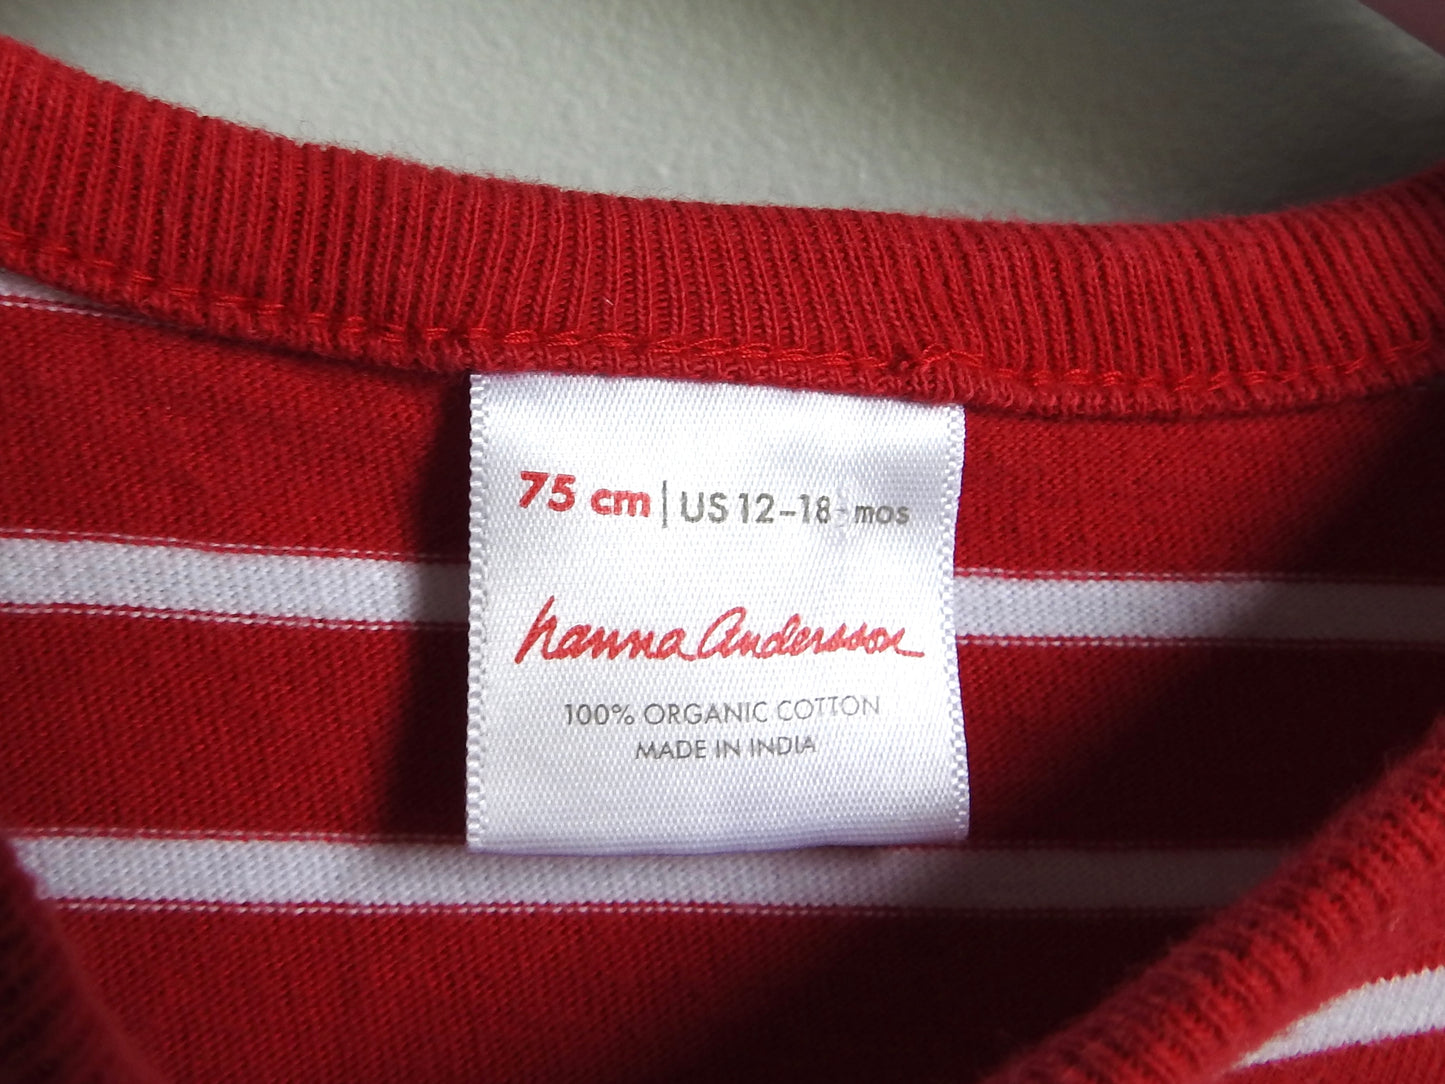 75 cm | US 12-18 mos
hanna andersson
100% ORGANIC COTTON
MADE IN INDIA